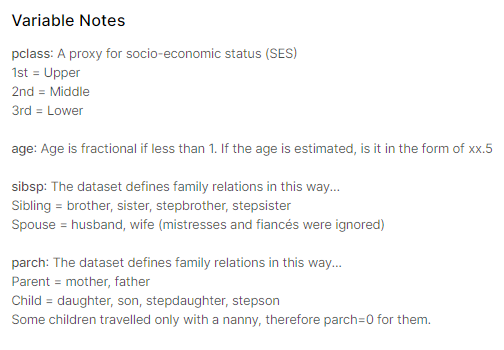 Variable Notes
pclass: A proxy for socio-economic status (SES)
1st = Upper
2nd = Middle
3rd = Lower
age: Age is fractional if less than 1. If the age is estimated, is it in the form of xx.5
sibsp: The dataset defines family relations in this way...
Sibling = brother, sister, stepbrother, stepsister
Spouse = husband, wife (mistresses and fiancés were ignored)
parch: The dataset defines family relations in this way...
Parent = mother, father
Child = daughter, son, stepdaughter, stepson
Some children travelled only with a nanny, therefore parch=0 for them.